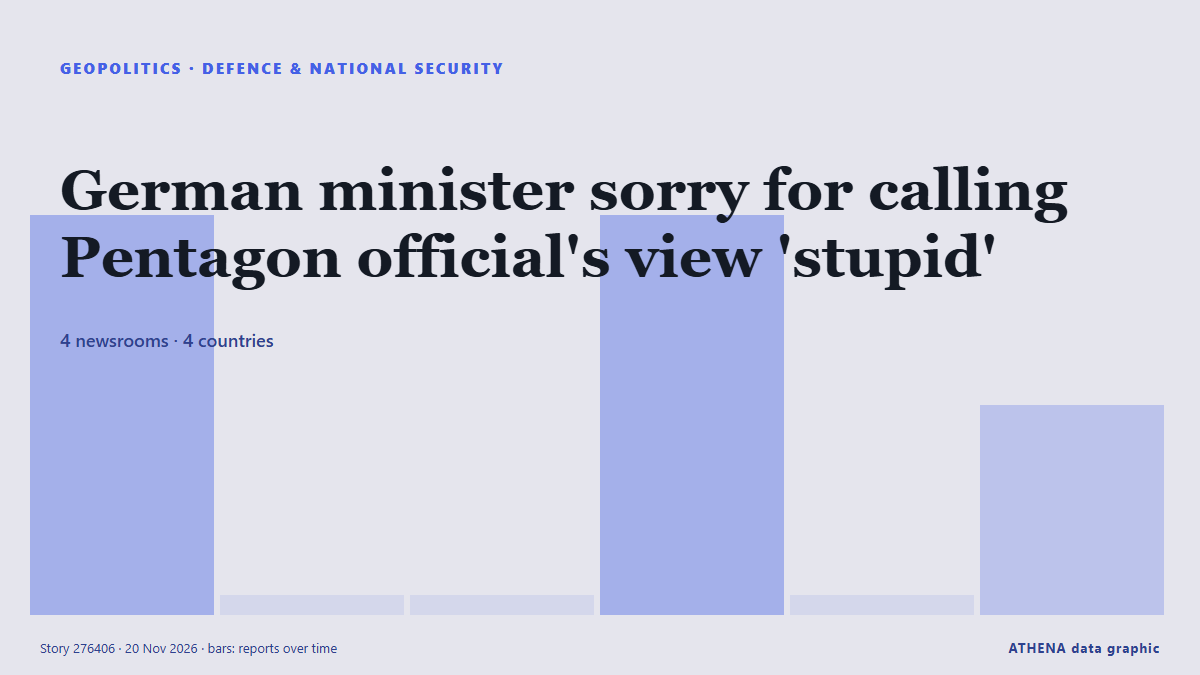 GEOPOLITICS · DEFENCE & NATIONAL SECURITY
German minister sorry for calling
Pentagon official's view 'stupid'
4 newsrooms · 4 countries
Story 276406 · 20 Nov 2026 · bars: reports over time
ATHENA data graphic